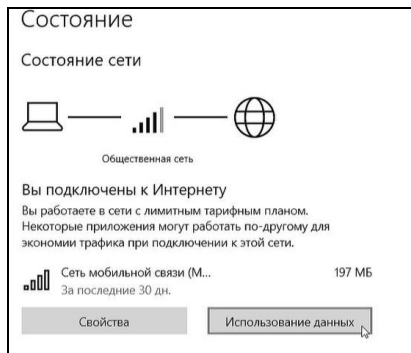 Состояние
Состояние сети
Общественная сеть
Вы подключены к Интернету
Вы работаете в сети с лимитным тарифным планом.
Некоторые приложения могут работать по-другому для
экономии трафика при подключении к этой сети.
Сеть мобильной связи (М... 197 МБ
За последние 30 дн.
Свойства Использование данных